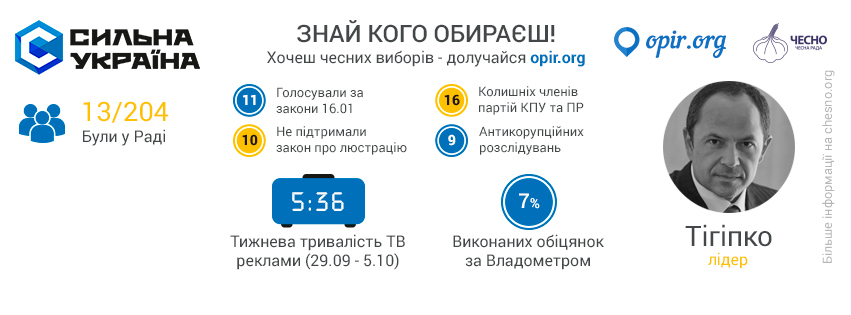 СИЛЬНА
УКРАЇНА
ЗНАЙ КОГО ОБИРАЄШ!
Хочеш чесних виборів - долучайся opir.org
opir.org
ЧЕСНО
ЧЕСНА РАДА
13/204
Були у Раді
11
Голосували за
закони 16.01
10
Не підтримали
закон про люстрацію
16
Колишніх членів
партій КПУ та ПР
9
Антикорупційних
розслідувань
5:36
Тижнева тривалість ТВ
реклами (29.09 - 5.10)
7%
Виконаних обіцянок
за Владометром
Тігіпко
лідер
Більше інформації на chesno.org